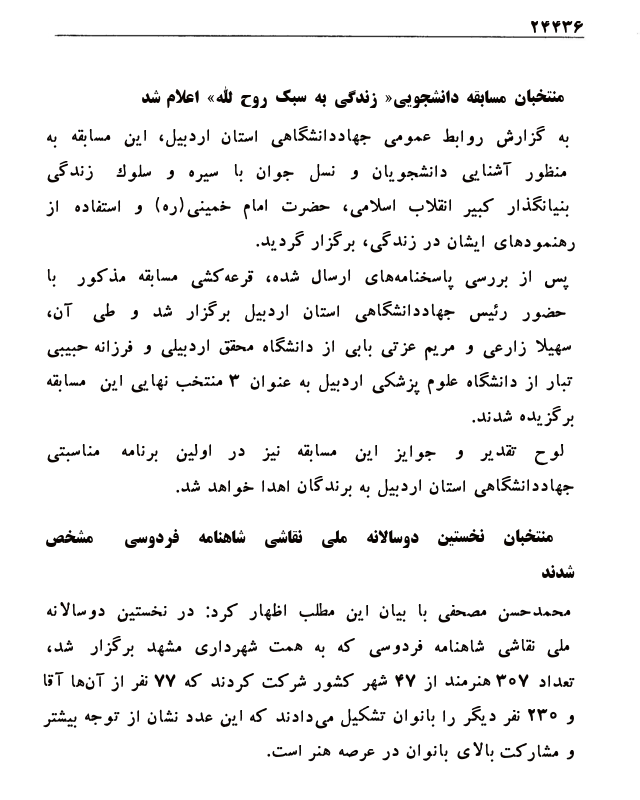 ۲۴۴۳۶
منتخبان مسابقه دانشجویی« زندگی به سبک روح لله» اعلام شد
به گزارش روابط عمومی جهاددانشگاهی استان اردبیل، این مسابقه به
منظور آشنایی دانشجویان و نسل جوان با سیره و سلوك زندگی
بنیانگذار کبیر انقلاب اسلامی، حضرت امام خمینی(ره) و استفاده از
رهنمودهای ایشان در زندگی، برگزار گردید.
پس از بررسی پاسخنامه‌های ارسال شده، قرعه‌کشی مسابقه مذکور با
حضور رئیس جهاددانشگاهی استان اردبیل برگزار شد و طی آن،
سهیلا زارعی و مریم عزتی بابی از دانشگاه محقق اردبیلی و فرزانه حبیبی
تبار از دانشگاه علوم پزشکی اردبیل به عنوان ۳ منتخب نهایی این مسابقه
برگزیده شدند.
لوح تقدیر و جوایز این مسابقه نیز در اولین برنامه مناسبتی
جهاددانشگاهی استان اردبیل به برندگان اهدا خواهد شد.
منتخبان نخستین دوسالانه ملی نقاشی شاهنامه فردوسی مشخص
شدند
محمدحسن مصحفی با بیان این مطلب اظهار کرد: در نخستین دوسالانه
ملی نقاشی شاهنامه فردوسی که به همت شهرداری مشهد برگزار شد،
تعداد ۳۰۷ هنرمند از ۴۷ شهر کشور شرکت کردند که ۷۷ نفر از آن‌ها آقا
و ۲۳۰ نفر دیگر را بانوان تشکیل می‌دادند که این عدد نشان از توجه بیشتر
و مشارکت بالای بانوان در عرصه هنر است.